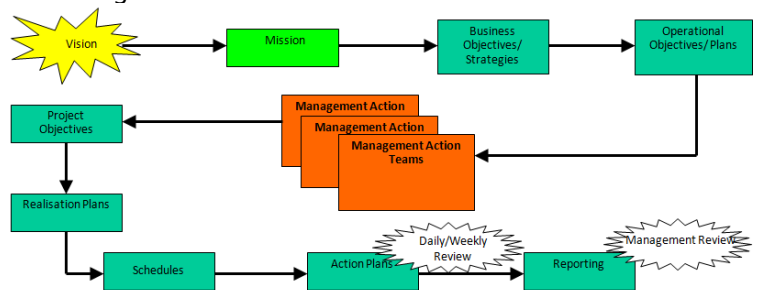 Vision
Mission
Business
Objectives/
Strategies
Operational
Objectives/ Plans
Management Action
Management Action
Management Action
Teams
Project
Objectives
Realisation Plans
Schedules
Action Plans
Daily/Weekly
Review
Reporting
Management Review